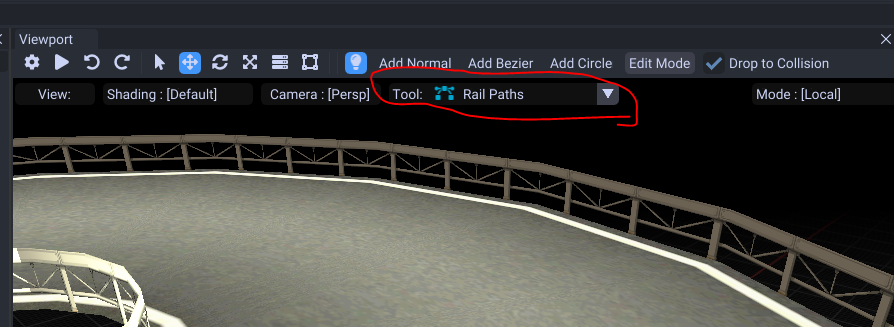 Viewport
Add Normal Add Bezier Add Circle Edit Mode Drop to Collision
View: Shading : [Default] Camera : [Persp] Tool: Rail Paths Mode : [Local]